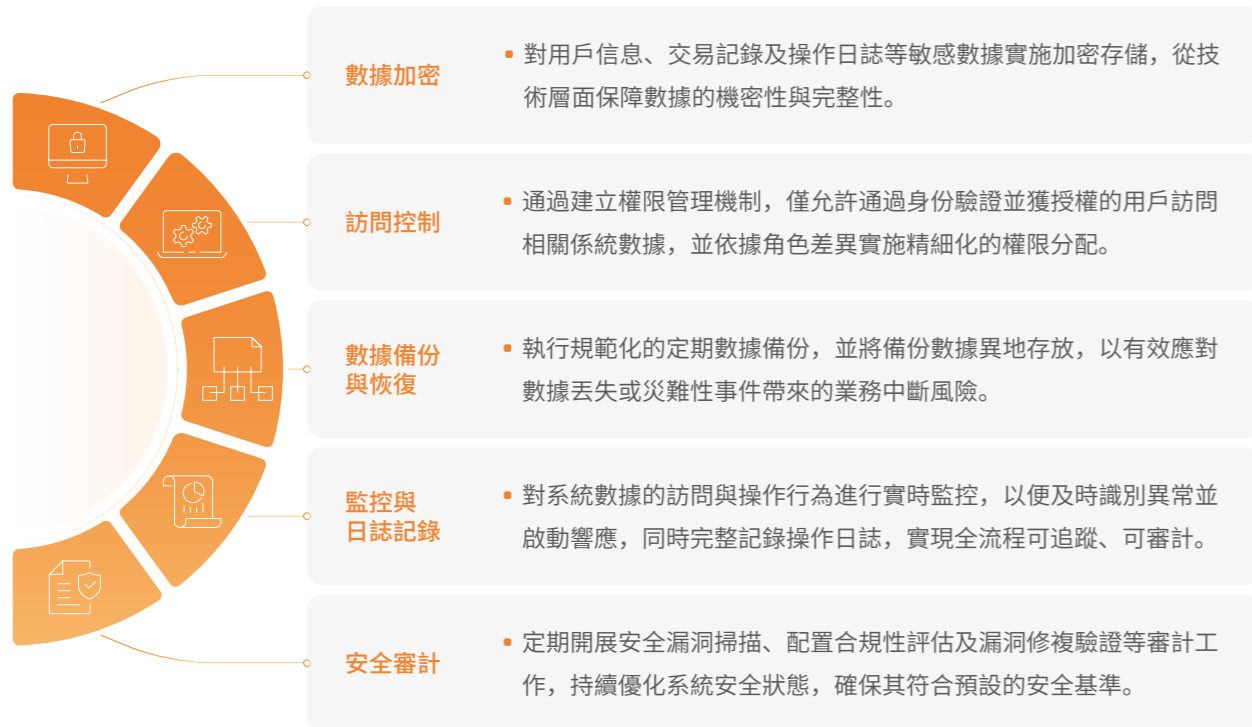 數據加密
• 對用戶信息、交易記錄及操作日誌等敏感數據實施加密存儲，從技
術層面保障數據的機密性與完整性。
訪問控制
• 通過建立權限管理機制，僅允許通過身份驗證並獲授權的用戶訪問
相關係統數據，並依據角色差異實施精細化的權限分配。
數據備份
與恢復
• 執行規範化的定期數據備份，並將備份數據異地存放，以有效應對
數據丟失或災難性事件帶來的業務中斷風險。
監控與
日誌記錄
• 對系統數據的訪問與操作行為進行實時監控，以便及時識別異常並
啟動響應，同時完整記錄操作日誌，實現全流程可追蹤、可審計。
安全審計
• 定期開展安全漏洞掃描、配置合規性評估及漏洞修複驗證等審計工
作，持續優化系統安全狀態，確保其符合預設的安全基準。